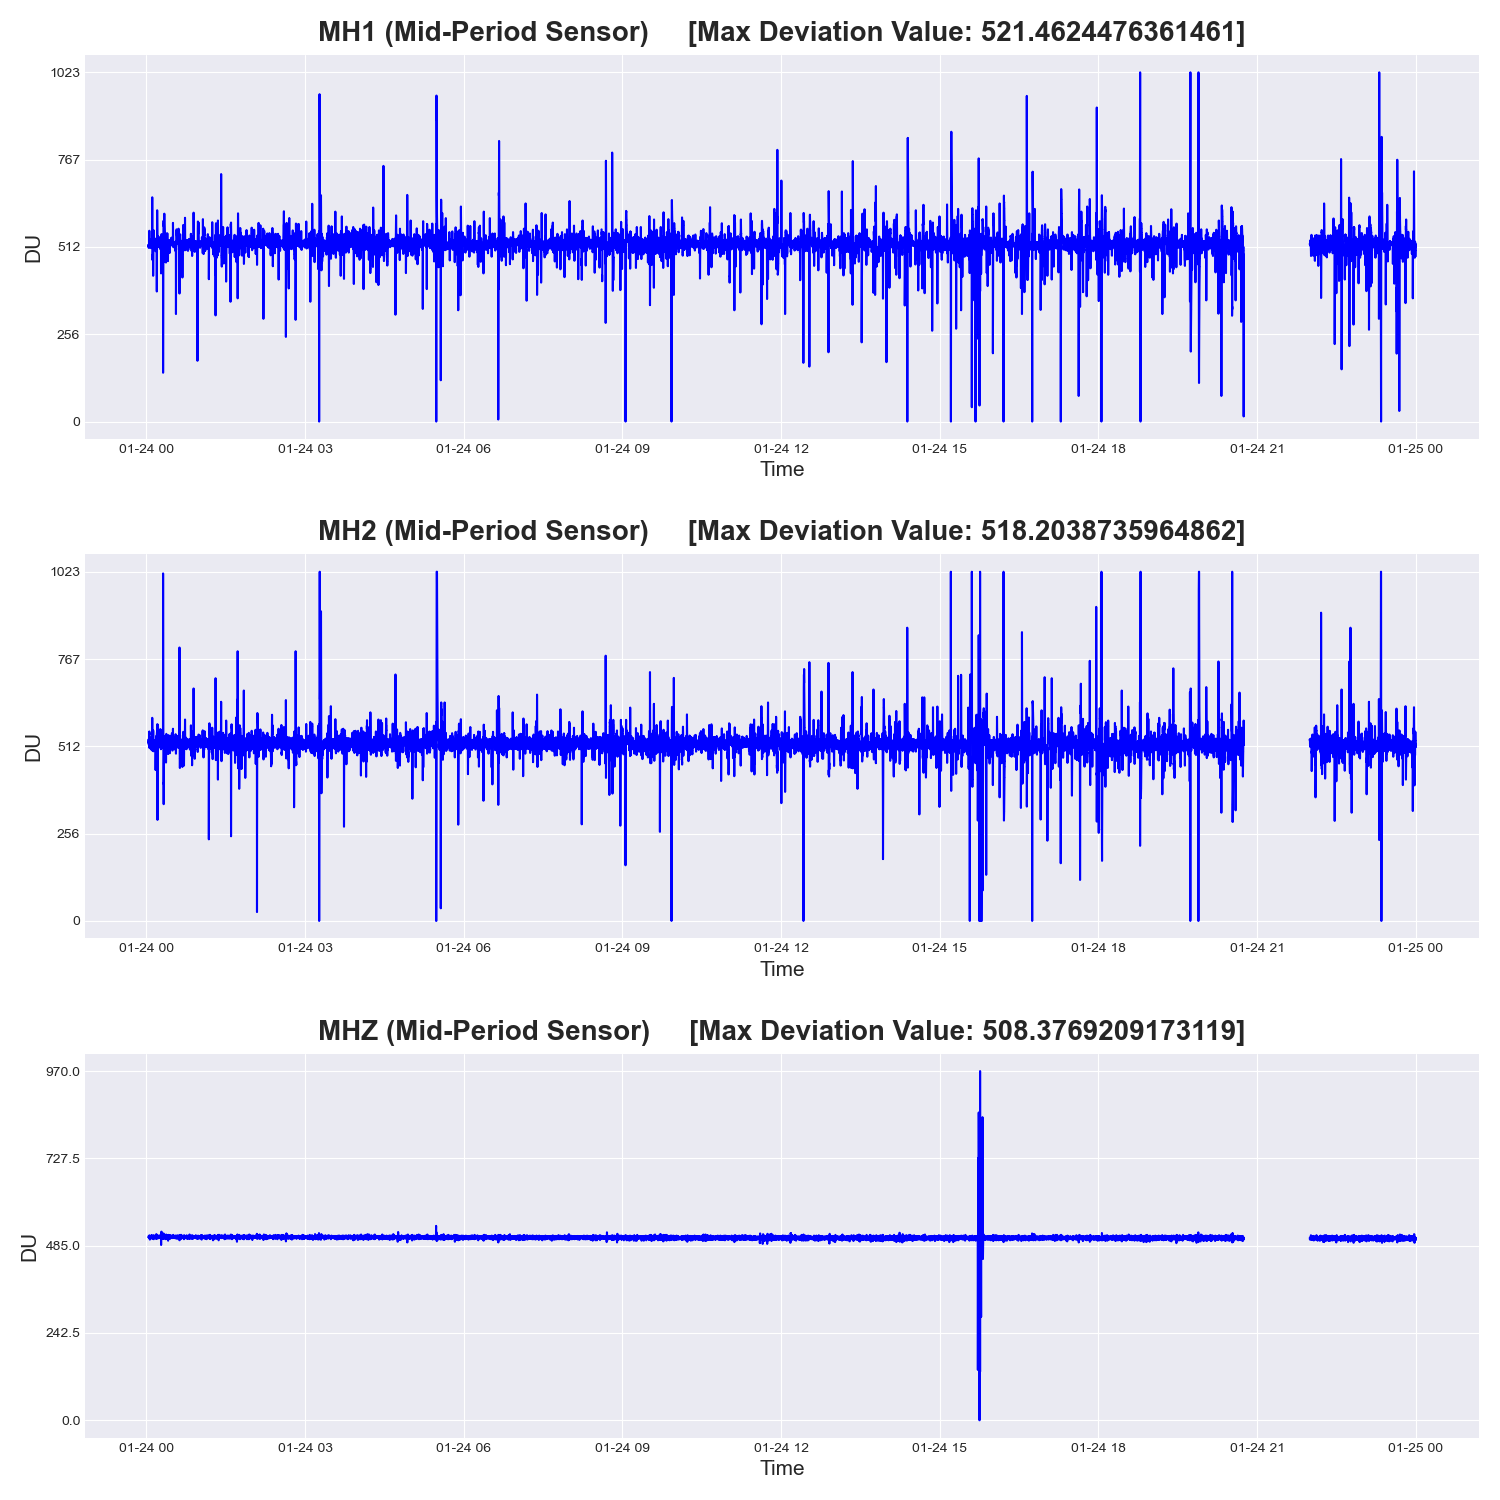 MH1 (Mid-Period Sensor) [Max Deviation Value: 521.4624476361461]
1023
767
512
256
0
DU
01-24 00 01-24 03 01-24 06 01-24 09 01-24 12 01-24 15 01-24 18 01-24 21 01-25 00
Time
MH2 (Mid-Period Sensor) [Max Deviation Value: 518.2038735964862]
1023
767
512
256
0
DU
01-24 00 01-24 03 01-24 06 01-24 09 01-24 12 01-24 15 01-24 18 01-24 21 01-25 00
Time
MHZ (Mid-Period Sensor) [Max Deviation Value: 508.3769209173119]
970.0
727.5
485.0
242.5
0.0
DU
01-24 00 01-24 03 01-24 06 01-24 09 01-24 12 01-24 15 01-24 18 01-24 21 01-25 00
Time